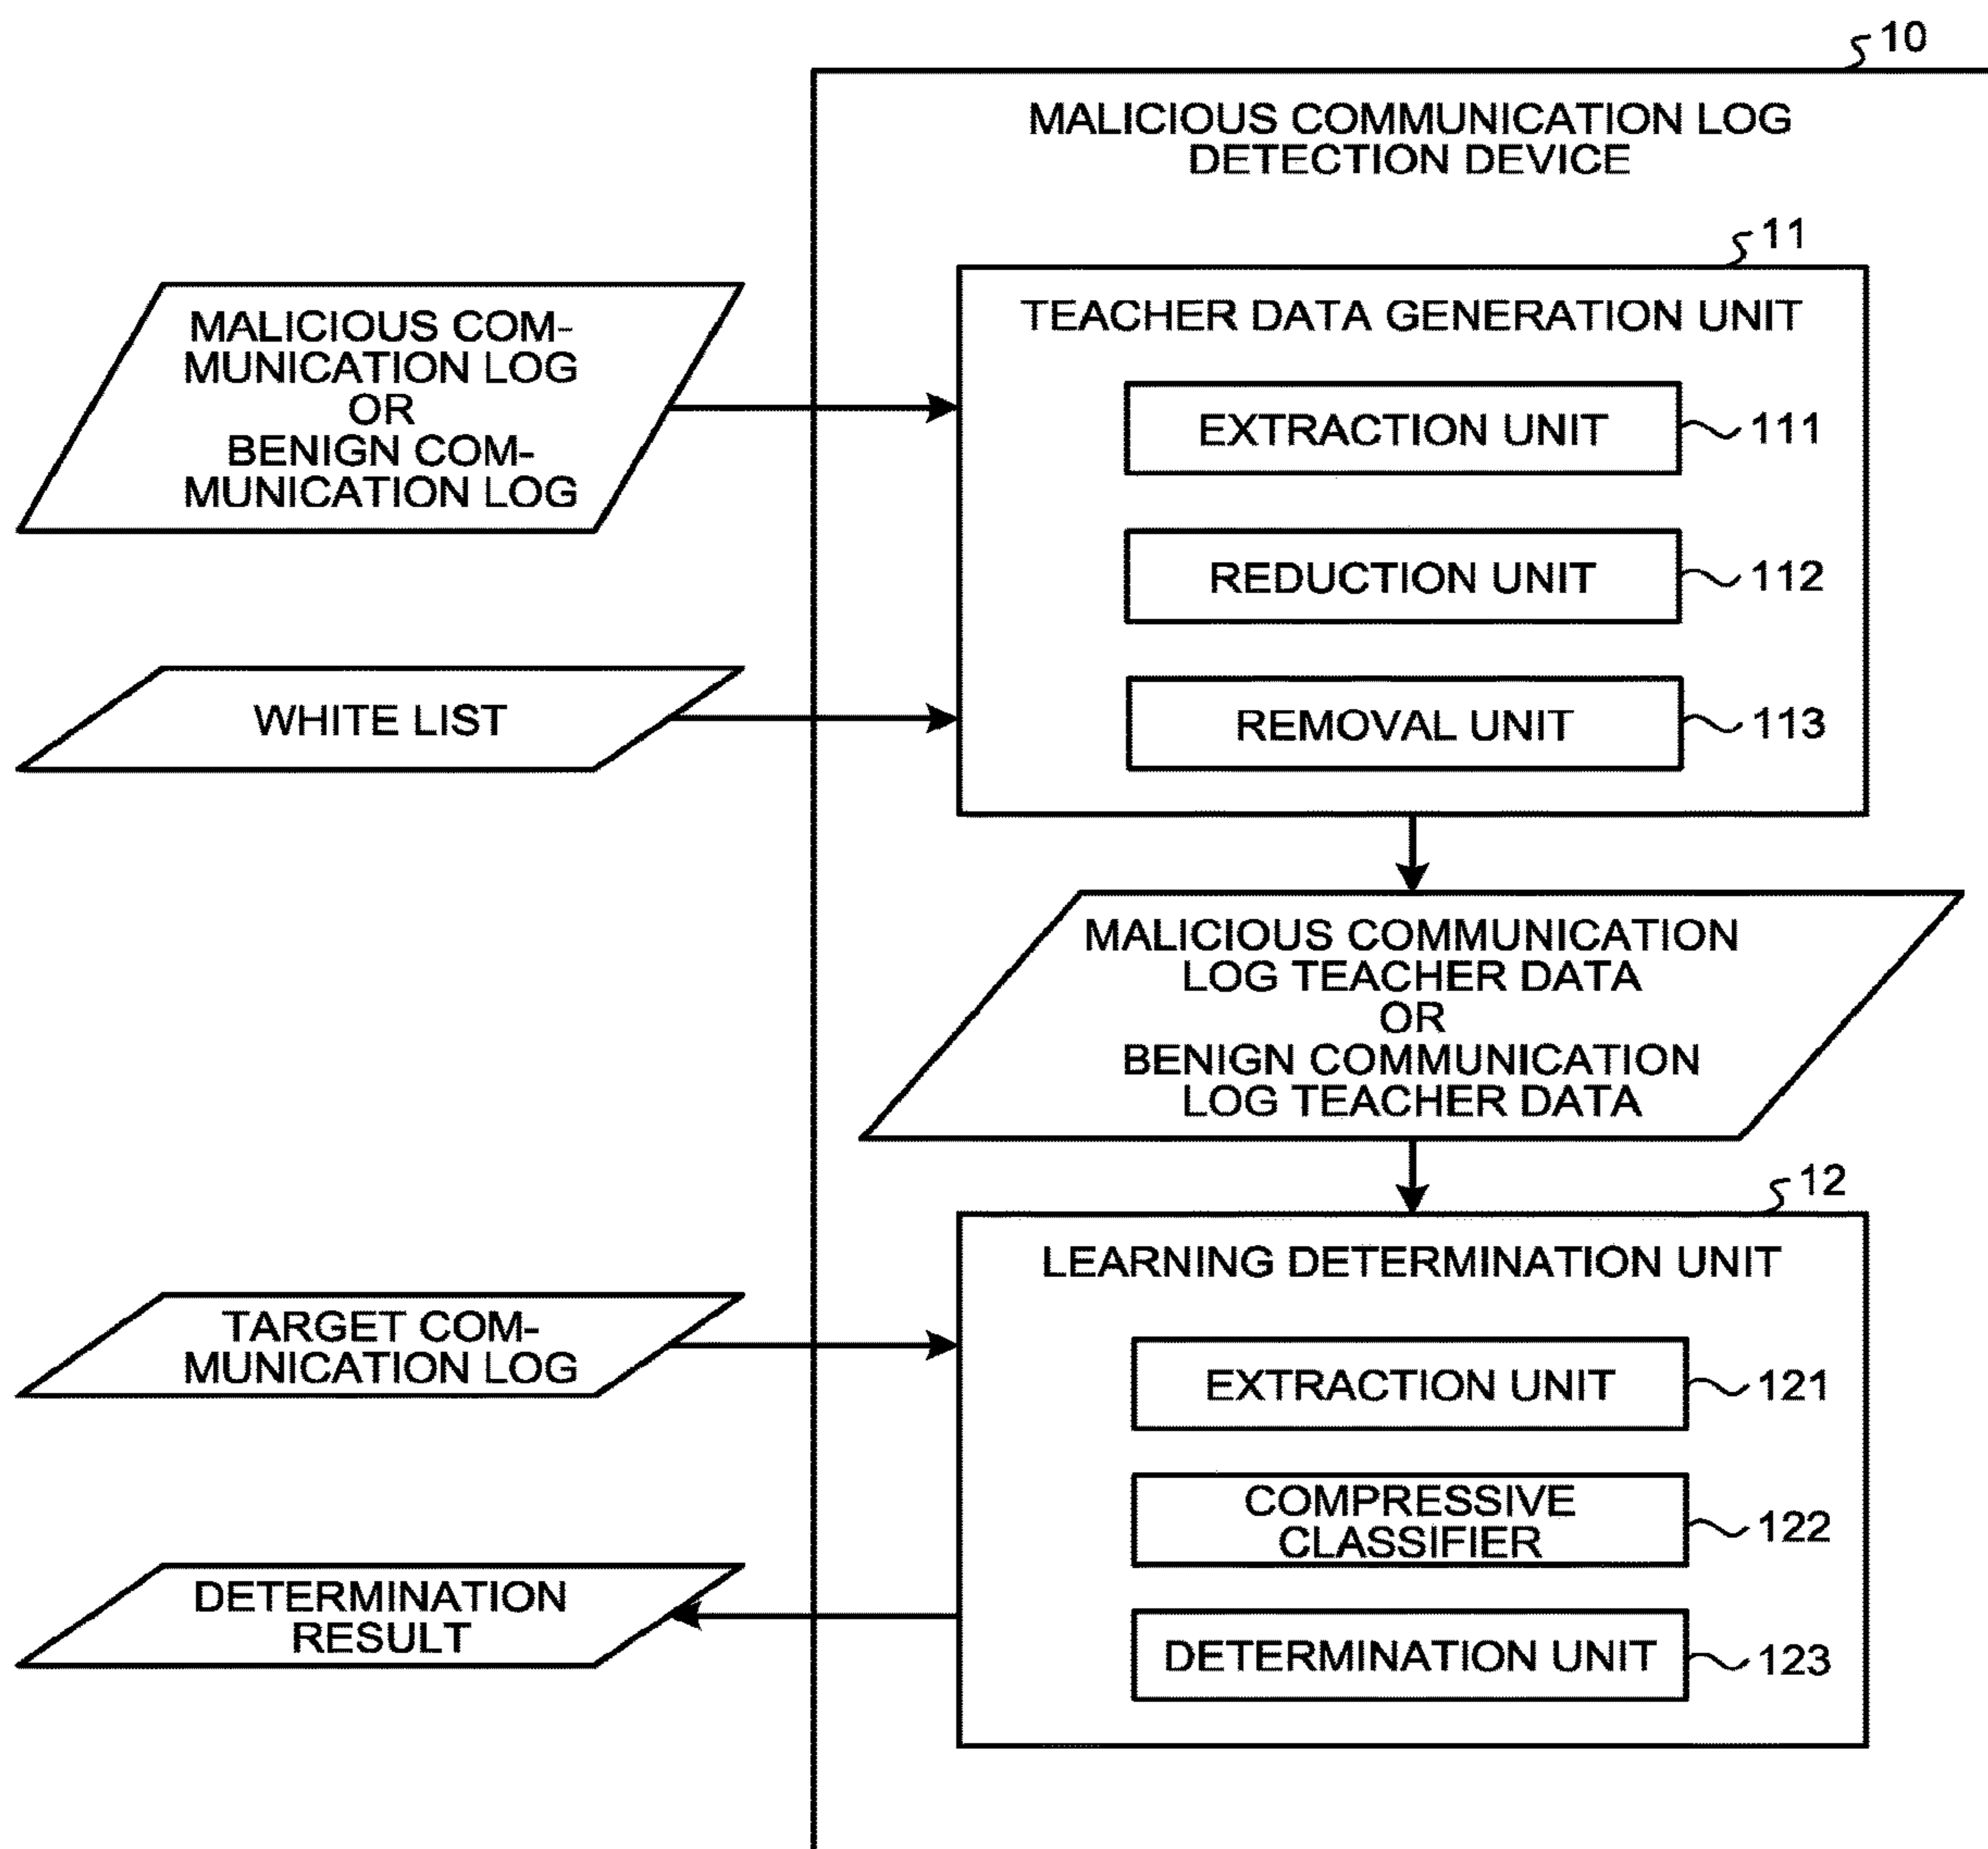 10
MALICIOUS COMMUNICATION LOG
DETECTION DEVICE
11
MALICIOUS COM-
MUNICATION LOG
OR
BENIGN COM-
MUNICATION LOG
TEACHER DATA GENERATION UNIT
EXTRACTION UNIT
111
REDUCTION UNIT
112
WHITE LIST
REMOVAL UNIT
113
MALICIOUS COMMUNICATION
LOG TEACHER DATA
OR
BENIGN COMMUNICATION
LOG TEACHER DATA
12
LEARNING DETERMINATION UNIT
TARGET COM-
MUNICATION LOG
EXTRACTION UNIT
121
COMPRESSIVE
CLASSIFIER
122
DETERMINATION
RESULT
DETERMINATION UNIT
123